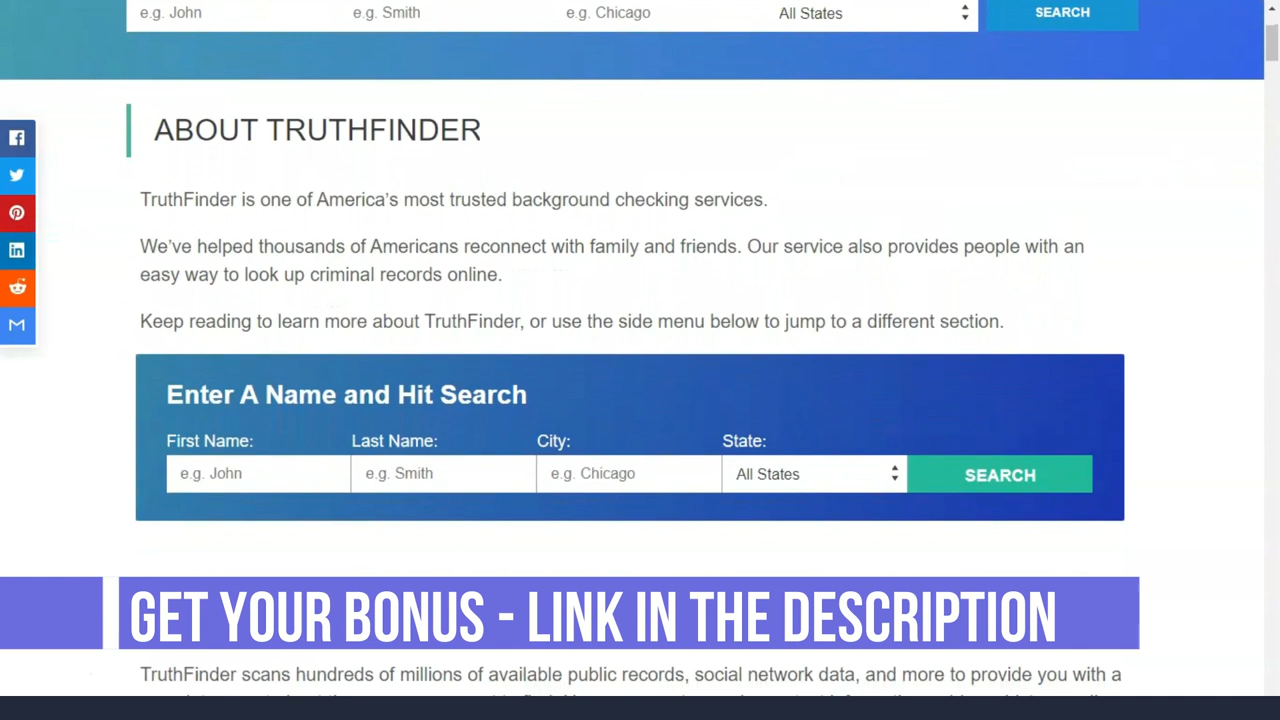 e.g. John e.g. Smith e.g. Chicago All States SEARCH
ABOUT TRUTHFINDER
TruthFinder is one of America's most trusted background checking services.
We've helped thousands of Americans reconnect with family and friends. Our service also provides people with an
easy way to look up criminal records online.
Keep reading to learn more about TruthFinder, or use the side menu below to jump to a different section.
Enter A Name and Hit Search
First Name: Last Name: City: State:
e.g. John e.g. Smith e.g. Chicago All States SEARCH
GET YOUR BONUS - LINK IN THE DESCRIPTION
TruthFinder scans hundreds of millions of available public records, social network data, and more to provide you with a